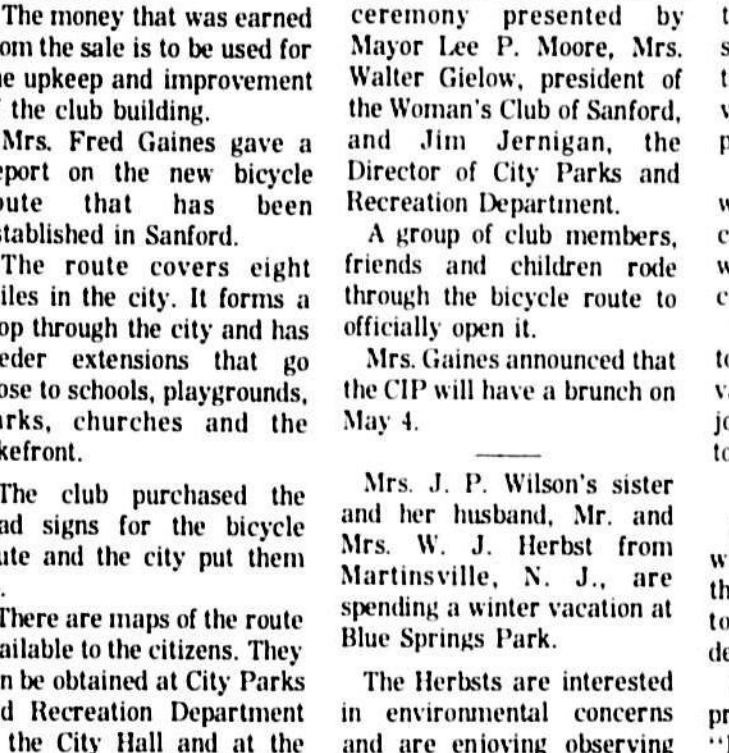 The money that was earned
om the sale is to be used for
e upkeep and improvement
the club building.
Mrs. Fred Gaines gave a
eport on the new bicycle
oute that has been
stablished in Sanford.
The route covers eight
iles in the city. It forms a
op through the city and has
eder extensions that go
ose to schools, playgrounds,
arks, churches and the
kefront.
The club purchased the
ad signs for the bicycle
ute and the city put them
.
There are maps of the route
ailable to the citizens. They
n be obtained at City Parks
d Recreation Department
the City Hall and at the
ceremony presented by
Mayor Lee P. Moore, Mrs.
Walter Gielow, president of
the Woman's Club of Sanford,
and Jim Jernigan, the
Director of City Parks and
Recreation Department.
A group of club members,
friends and children rode
through the bicycle route to
officially open it.
Mrs. Gaines announced that
the CIP will have a brunch on
May 4.
Mrs. J. P. Wilson's sister
and her husband, Mr. and
Mrs. W. J. Herbst from
Martinsville, N. J., are
spending a winter vacation at
Blue Springs Park.
The Herbsts are interested
in environmental concerns
and are enjoying observing